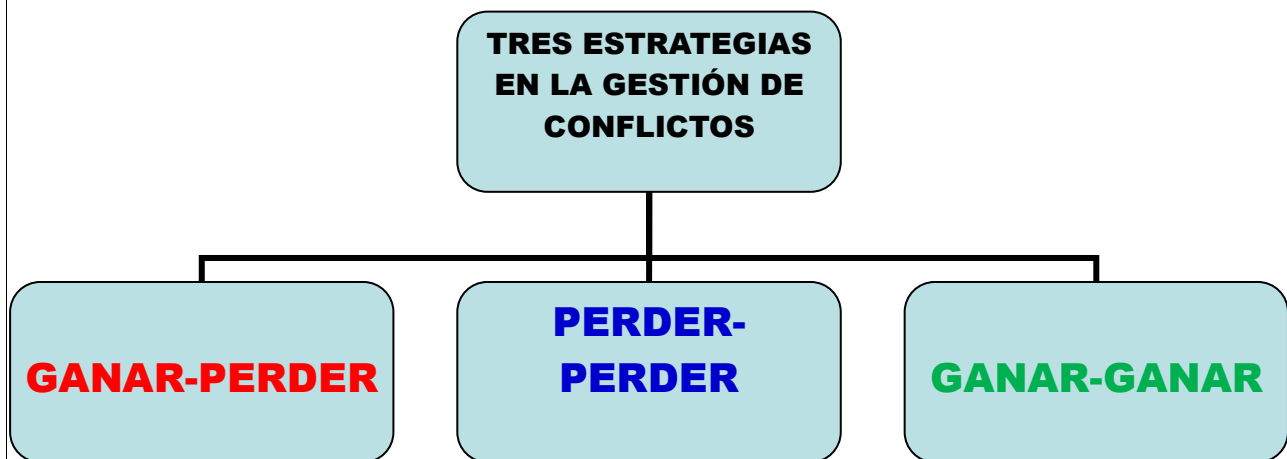 TRES ESTRATEGIAS
EN LA GESTIÓN DE
CONFLICTOS
GANAR-PERDER
PERDER-
PERDER
GANAR-GANAR